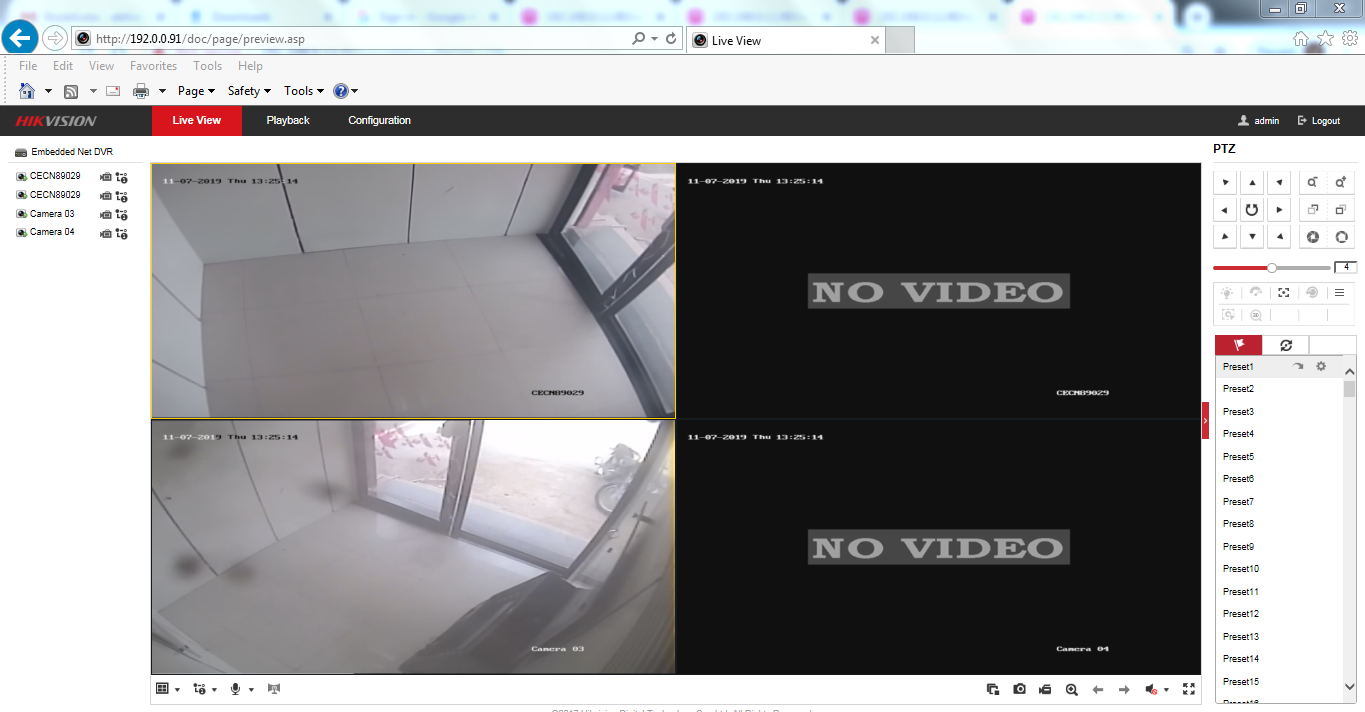 http://192.0.0.91/doc/page/preview.asp
Live View
File Edit View Favorites Tools Help
Page Safety Tools
HIKVISION Live View Playback Configuration admin Logout
Embedded Net DVR
CECN89029
CECN89029
Camera 03
Camera 04
11-07-2019 Thu 13:25:14
CECN89029
11-07-2019 Thu 13:25:14
NO VIDEO
CECN89029
11-07-2019 Thu 13:25:14
Camera 03
11-07-2019 Thu 13:25:14
NO VIDEO
Camera 04
PTZ
4
Preset1
Preset2
Preset3
Preset4
Preset5
Preset6
Preset7
Preset8
Preset9
Preset10
Preset11
Preset12
Preset13
Preset14
Preset15